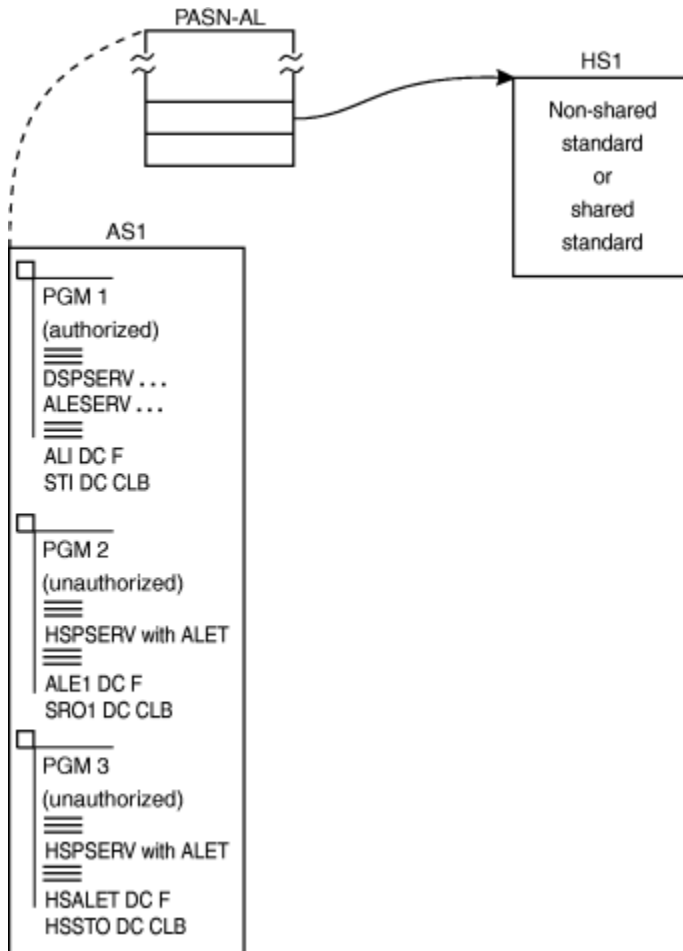 PASN-AL
HS1
Non-shared
standard
or
shared
standard
AS1
PGM 1
(authorized)
DSPSERV . . .
ALESERV . . .
ALI DC F
STI DC CLB
PGM 2
(unauthorized)
HSPSERV with ALET
ALE1 DC F
SRO1 DC CLB
PGM 3
(unauthorized)
HSPSERV with ALET
HSALET DC F
HSSTO DC CLB